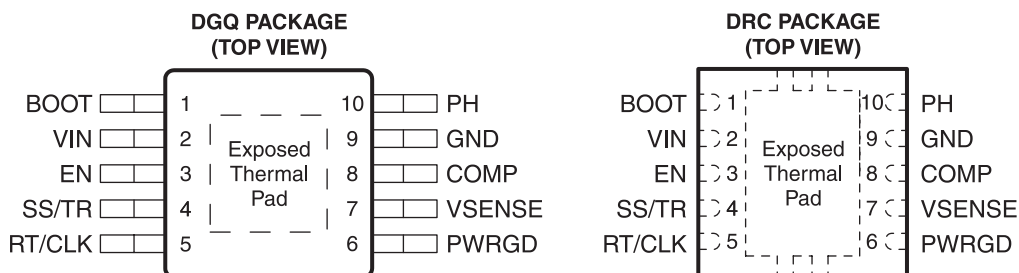 DGQ PACKAGE
(TOP VIEW)
BOOT 1 10 PH
VIN 2 9 GND
EN 3 8 COMP
SS/TR 4 7 VSENSE
RT/CLK 5 6 PWRGD
Exposed
Thermal
Pad
DRC PACKAGE
(TOP VIEW)
BOOT 1 10 PH
VIN 2 9 GND
EN 3 8 COMP
SS/TR 4 7 VSENSE
RT/CLK 5 6 PWRGD
Exposed
Thermal
Pad